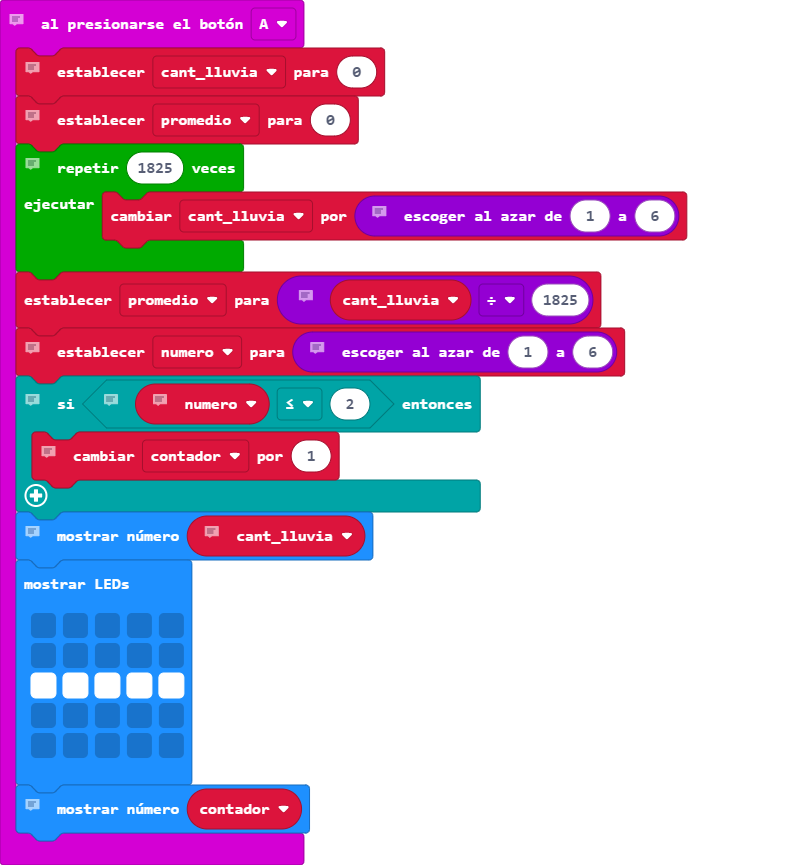 al presionarse el botón A
establecer cant_lluvia para 0
establecer promedio para 0
repetir 1825 veces
ejecutar cambiar cant_lluvia por escoger al azar de 1 a 6
establecer promedio para cant_lluvia ÷ 1825
establecer numero para escoger al azar de 1 a 6
si numero ≤ 2 entonces
cambiar contador por 1
mostrar número cant_lluvia
mostrar LEDs
mostrar número contador